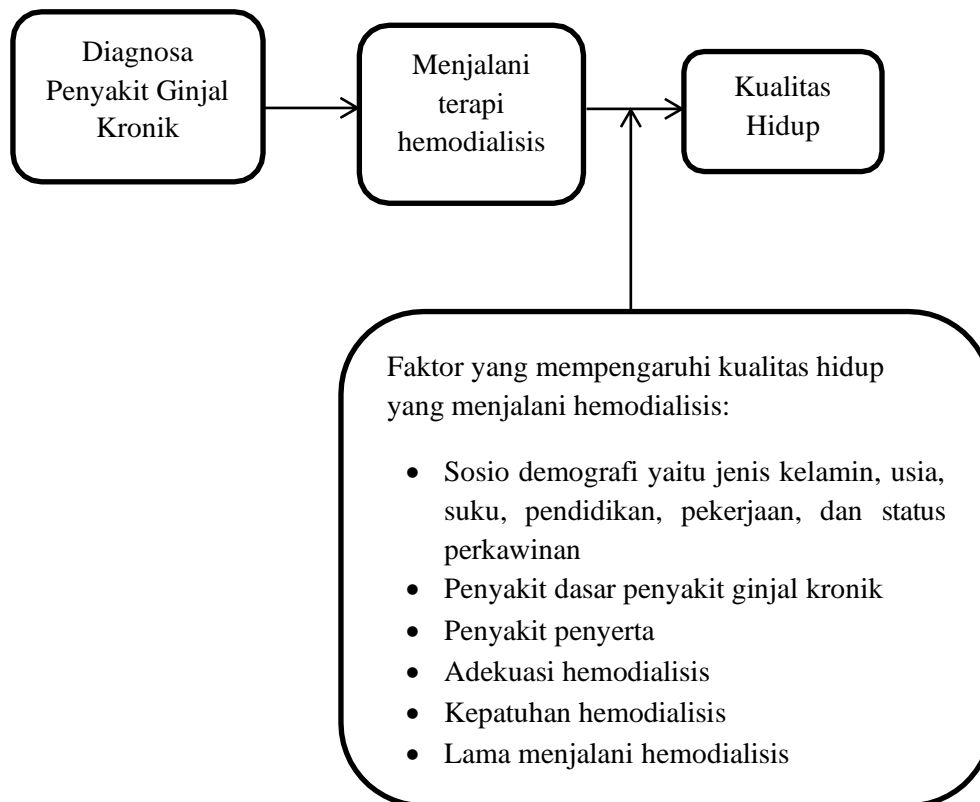 Diagnosa
Penyakit Ginjal
Kronik
Menjalani
terapi
hemodialisis
Kualitas
Hidup
Faktor yang mempengaruhi kualitas hidup
yang menjalani hemodialisis:
• Sosio demografi yaitu jenis kelamin, usia,
suku, pendidikan, pekerjaan, dan status
perkawinan
• Penyakit dasar penyakit ginjal kronik
• Penyakit penyerta
• Adekuasi hemodialisis
• Kepatuhan hemodialisis
• Lama menjalani hemodialisis